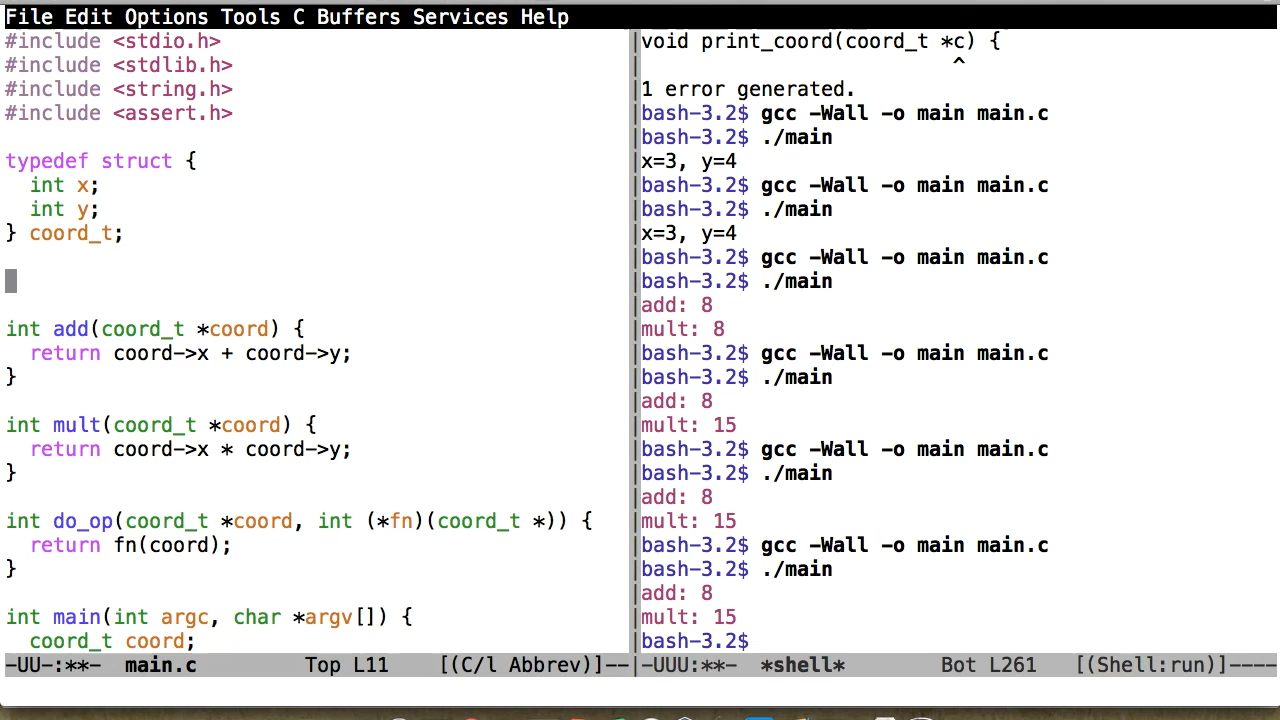 File Edit Options Tools C Buffers Services Help
#include <stdio.h>
#include <stdlib.h>
#include <string.h>
#include <assert.h>
typedef struct {
  int x;
  int y;
} coord_t;
int add(coord_t *coord) {
  return coord->x + coord->y;
}
int mult(coord_t *coord) {
  return coord->x * coord->y;
}
int do_op(coord_t *coord, int (*fn)(coord_t *)) {
  return fn(coord);
}
int main(int argc, char *argv[]) {
  coord_t coord;
-UU-:**-  main.c         Top L11    [(C/l Abbrev)]--
void print_coord(coord_t *c) {
^
1 error generated.
bash-3.2$ gcc -Wall -o main main.c
bash-3.2$ ./main
x=3, y=4
bash-3.2$ gcc -Wall -o main main.c
bash-3.2$ ./main
x=3, y=4
bash-3.2$ gcc -Wall -o main main.c
bash-3.2$ ./main
add: 8
mult: 8
bash-3.2$ gcc -Wall -o main main.c
bash-3.2$ ./main
add: 8
mult: 15
bash-3.2$ gcc -Wall -o main main.c
bash-3.2$ ./main
add: 8
mult: 15
bash-3.2$ gcc -Wall -o main main.c
bash-3.2$ ./main
add: 8
mult: 15
bash-3.2$
-UUU:**-  *shell*        Bot L261   [(Shell:run)]----